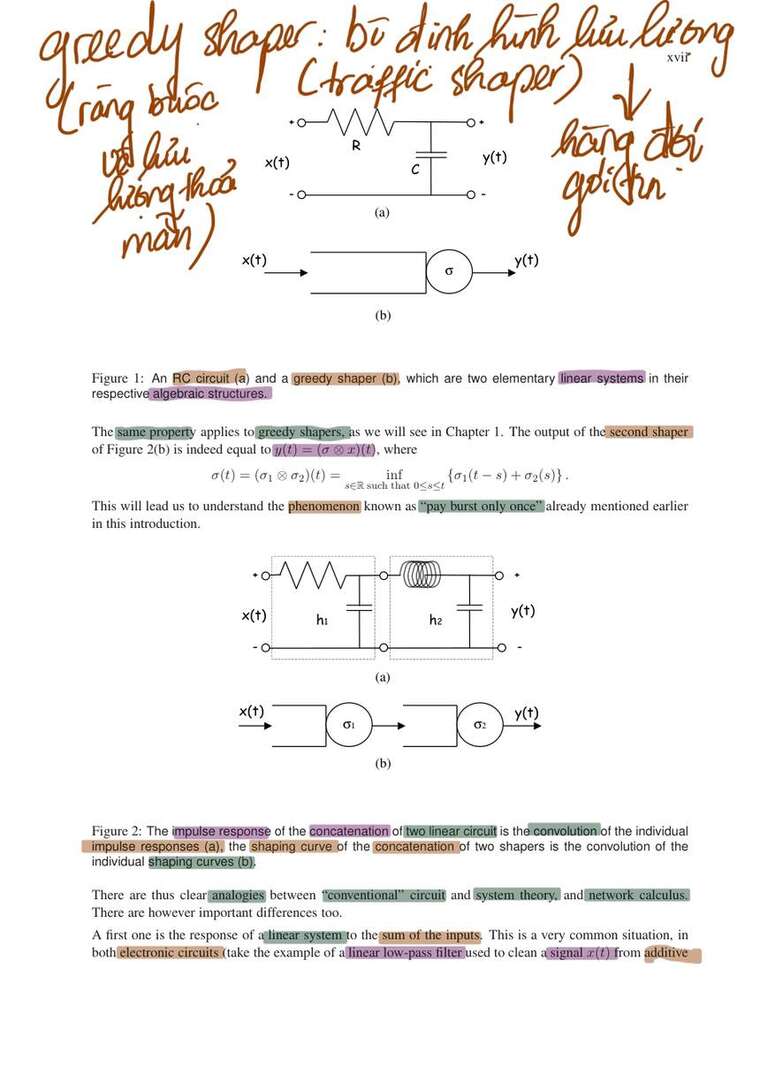 greedy shaper: bộ định hình lưu lượng
xvii
(traffic shaper)
(ràng buộc
về lưu
lượng thoả
mãn)
hàng đợi
gói tin
+ +
R
x(t) C y(t)
- -
(a)
x(t) σ y(t)
(b)
Figure 1: An RC circuit (a) and a greedy shaper (b), which are two elementary linear systems in their
respective algebraic structures.
The same property applies to greedy shapers, as we will see in Chapter 1. The output of the second shaper
of Figure 2(b) is indeed equal to y(t) = (σ ⊗ x)(t), where
σ(t) = (σ₁ ⊗ σ₂)(t) = inf {σ₁(t − s) + σ₂(s)} .
s∈ℝ such that 0≤s≤t
This will lead us to understand the phenomenon known as “pay burst only once” already mentioned earlier
in this introduction.
+ +
x(t) h₁ h₂ y(t)
- -
(a)
x(t) σ₁ σ₂ y(t)
(b)
Figure 2: The impulse response of the concatenation of two linear circuit is the convolution of the individual
impulse responses (a), the shaping curve of the concatenation of two shapers is the convolution of the
individual shaping curves (b).
There are thus clear analogies between “conventional” circuit and system theory, and network calculus.
There are however important differences too.
A first one is the response of a linear system to the sum of the inputs. This is a very common situation, in
both electronic circuits (take the example of a linear low-pass filter used to clean a signal x(t) from additive